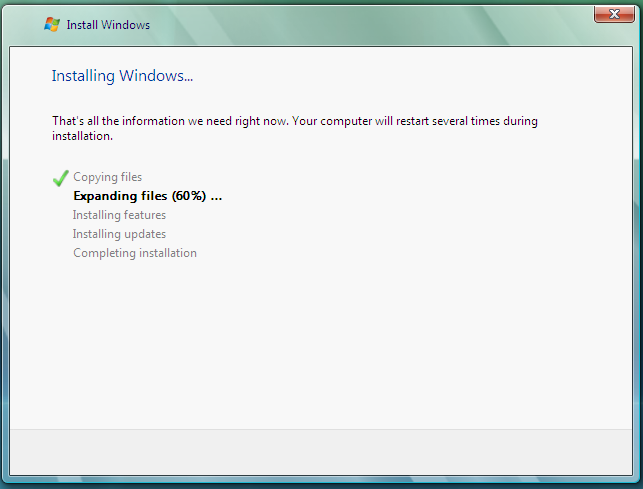 Install Windows
Installing Windows...
That's all the information we need right now. Your computer will restart several times during
installation.
Copying files
Expanding files (60%) ...
Installing features
Installing updates
Completing installation